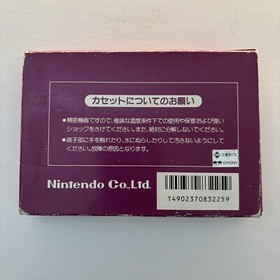 カセットについてのお願い
●精密機器ですので、極端な温度条件下での使用や保管および強い
ショックをさけてください。また、絶対に分解しないでください。
●端子部に手を触れたり、水にぬらしたりして汚さないようにして
ください。故障の原因となります。
Nintendo Co.,Ltd.
T4902370832259